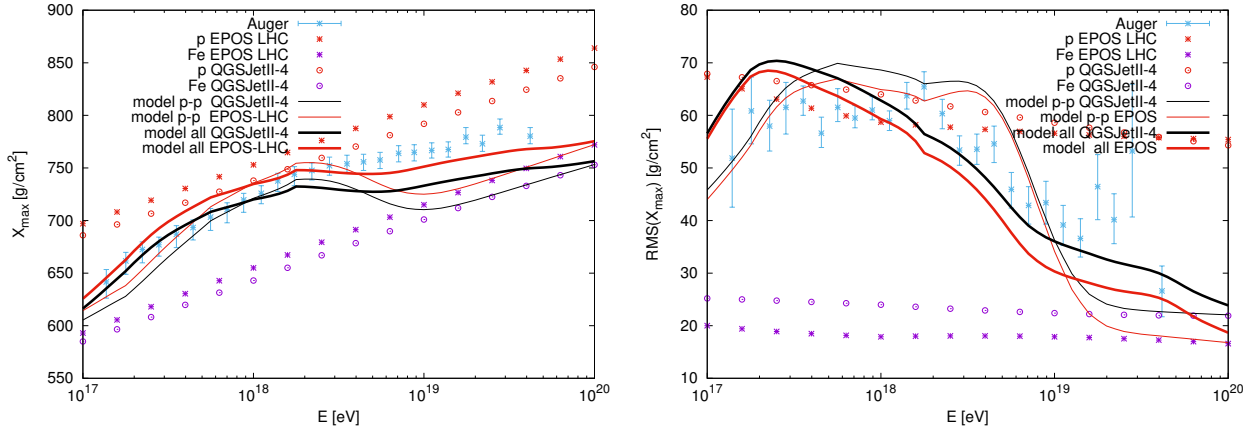 900
850
800
750
700
650
600
550
X_max [g/cm²]
10^17
10^18
10^19
10^20
E [eV]
Auger
p EPOS LHC
Fe EPOS LHC
p QGSJetII-4
Fe QGSJetII-4
model p-p QGSJetII-4
model p-p EPOS-LHC
model all QGSJetII-4
model all EPOS-LHC
80
70
60
50
40
30
20
10
RMS(X_max) [g/cm²]
10^17
10^18
10^19
10^20
E [eV]
Auger
p EPOS LHC
Fe EPOS LHC
p QGSJetII-4
Fe QGSJetII-4
model p-p QGSJetII-4
model p-p EPOS
model all QGSJetII-4
model all EPOS